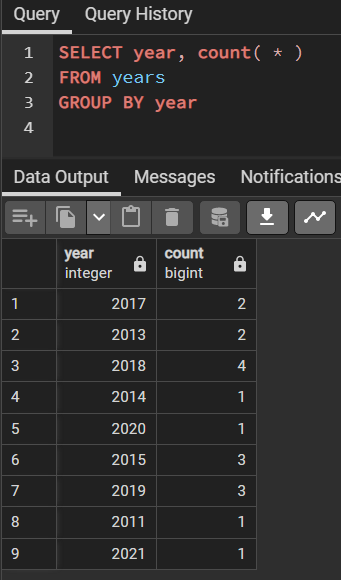 Query Query History
1 SELECT year, count( * )
2 FROM years
3 GROUP BY year
4
Data Output Messages Notifications
year count
integer bigint
1 2017 2
2 2013 2
3 2018 4
4 2014 1
5 2020 1
6 2015 3
7 2019 3
8 2011 1
9 2021 1